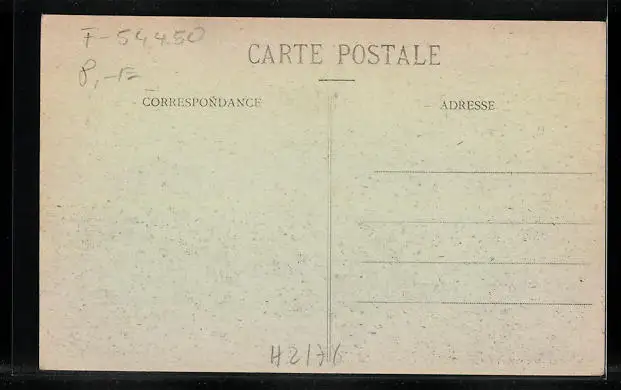 F-54450
8,-E
CARTE POSTALE
CORRESPONDANCE
ADRESSE
H2176